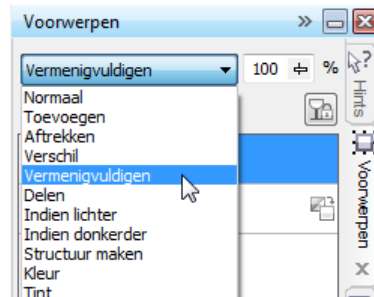 Voorwerpen
Vermenigvuldigen 100 %
Normaal
Toevoegen
Aftrekken
Verschil
Vermenigvuldigen
Delen
Indien lichter
Indien donkerder
Structuur maken
Kleur
Tint
Hints
Voorwerpen